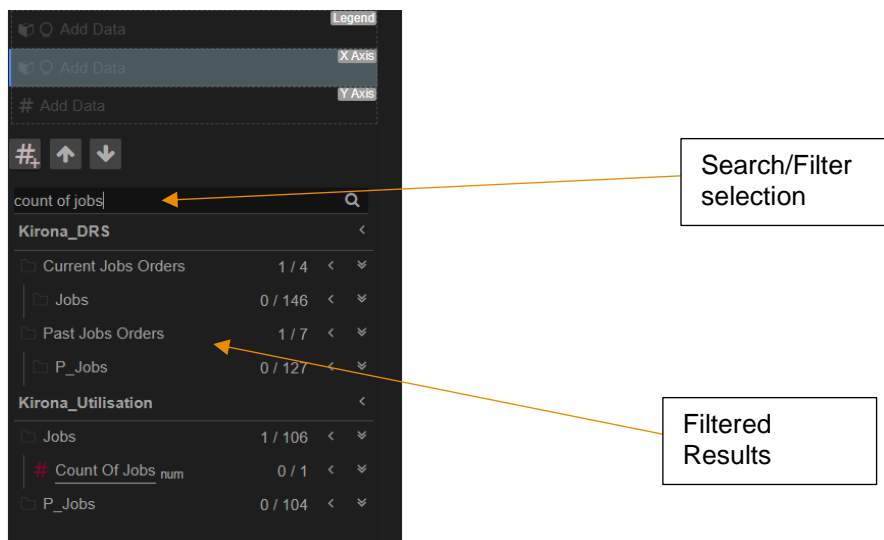 Legend
Add Data
X Axis
Add Data
Y Axis
# Add Data
#+
count of jobs
Kirona_DRS
Current Jobs Orders 1 / 4
Jobs 0 / 146
Past Jobs Orders 1 / 7
P_Jobs 0 / 127
Kirona_Utilisation
Jobs 1 / 106
# Count Of Jobs num 0 / 1
P_Jobs 0 / 104
Search/Filter
selection
Filtered
Results